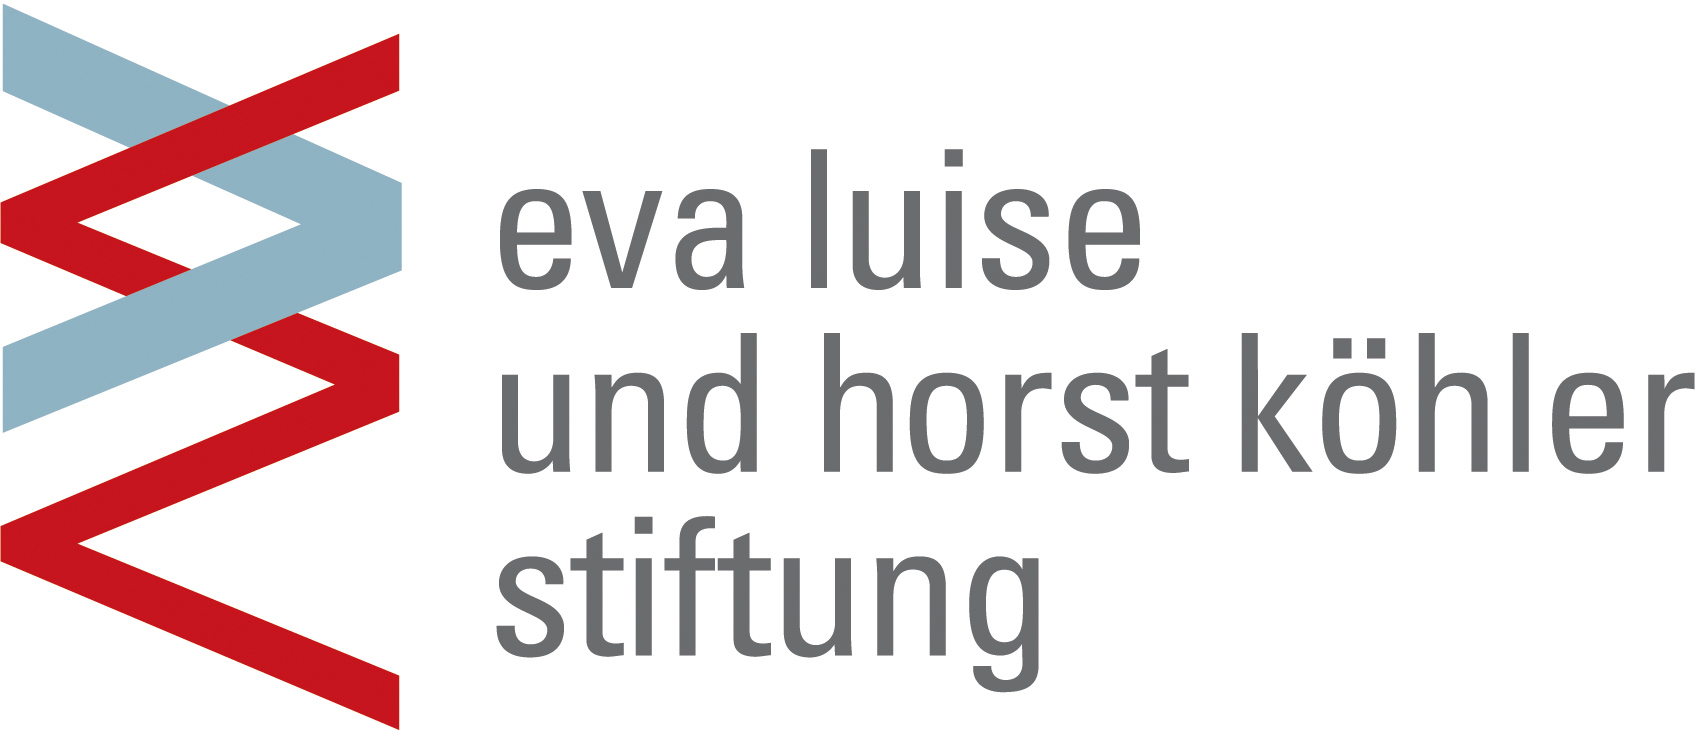 eva luise
und horst köhler
stiftung